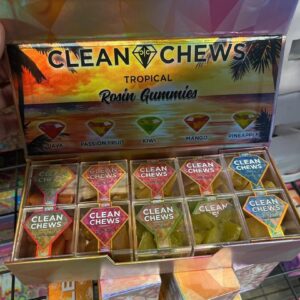 CLEAN CHEWS
TROPICAL
Rosin Gummies
GUAVA PASSION FRUIT KIWI MANGO PINEAPPLE
CLEAN CHEWS CLEAN CHEWS CLEAN CHEWS CLEAN CHEWS CLEAN CHEWS
CLEAN CHEWS CLEAN CHEWS CLEAN CHEWS CLEAN CHEWS CLEAN CHEWS